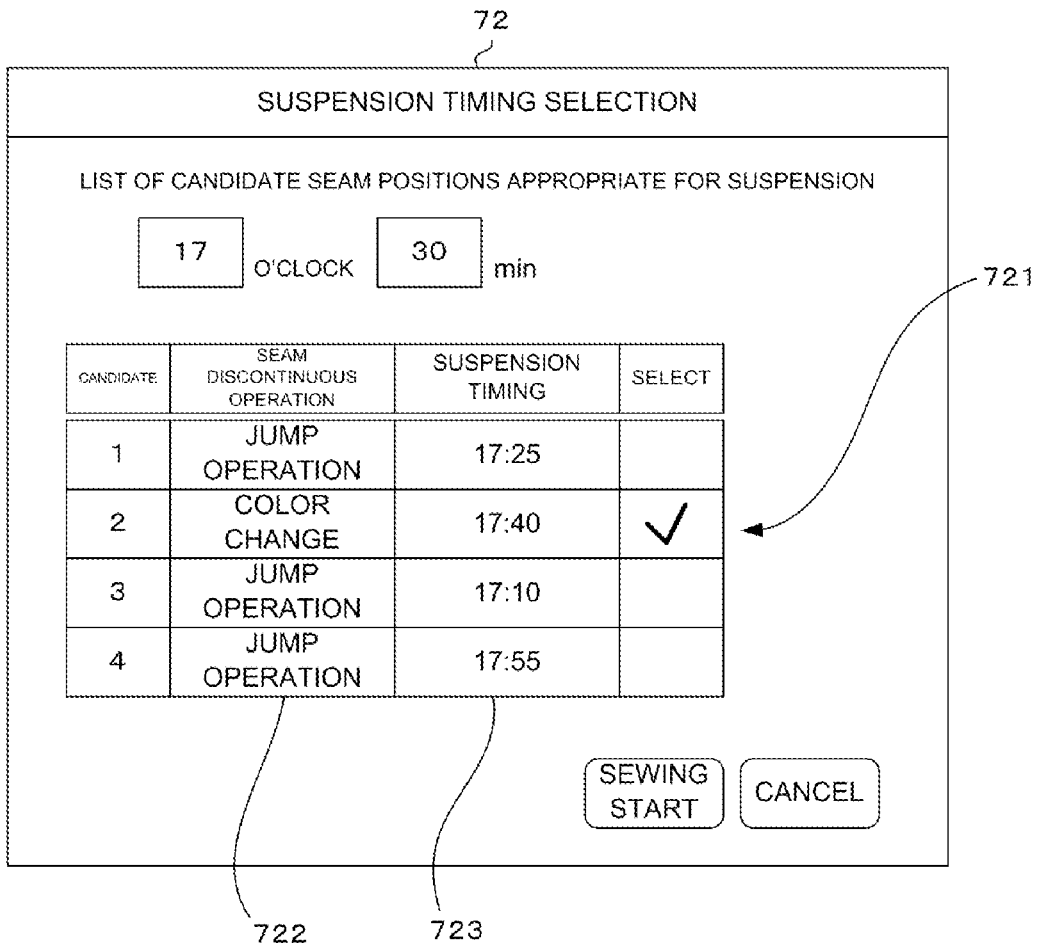 72
SUSPENSION TIMING SELECTION
LIST OF CANDIDATE SEAM POSITIONS APPROPRIATE FOR SUSPENSION
17 O'CLOCK 30 min
721
CANDIDATE SEAM DISCONTINUOUS OPERATION SUSPENSION TIMING SELECT
1 JUMP OPERATION 17:25
2 COLOR CHANGE 17:40 ✓
3 JUMP OPERATION 17:10
4 JUMP OPERATION 17:55
SEWING START CANCEL
722 723